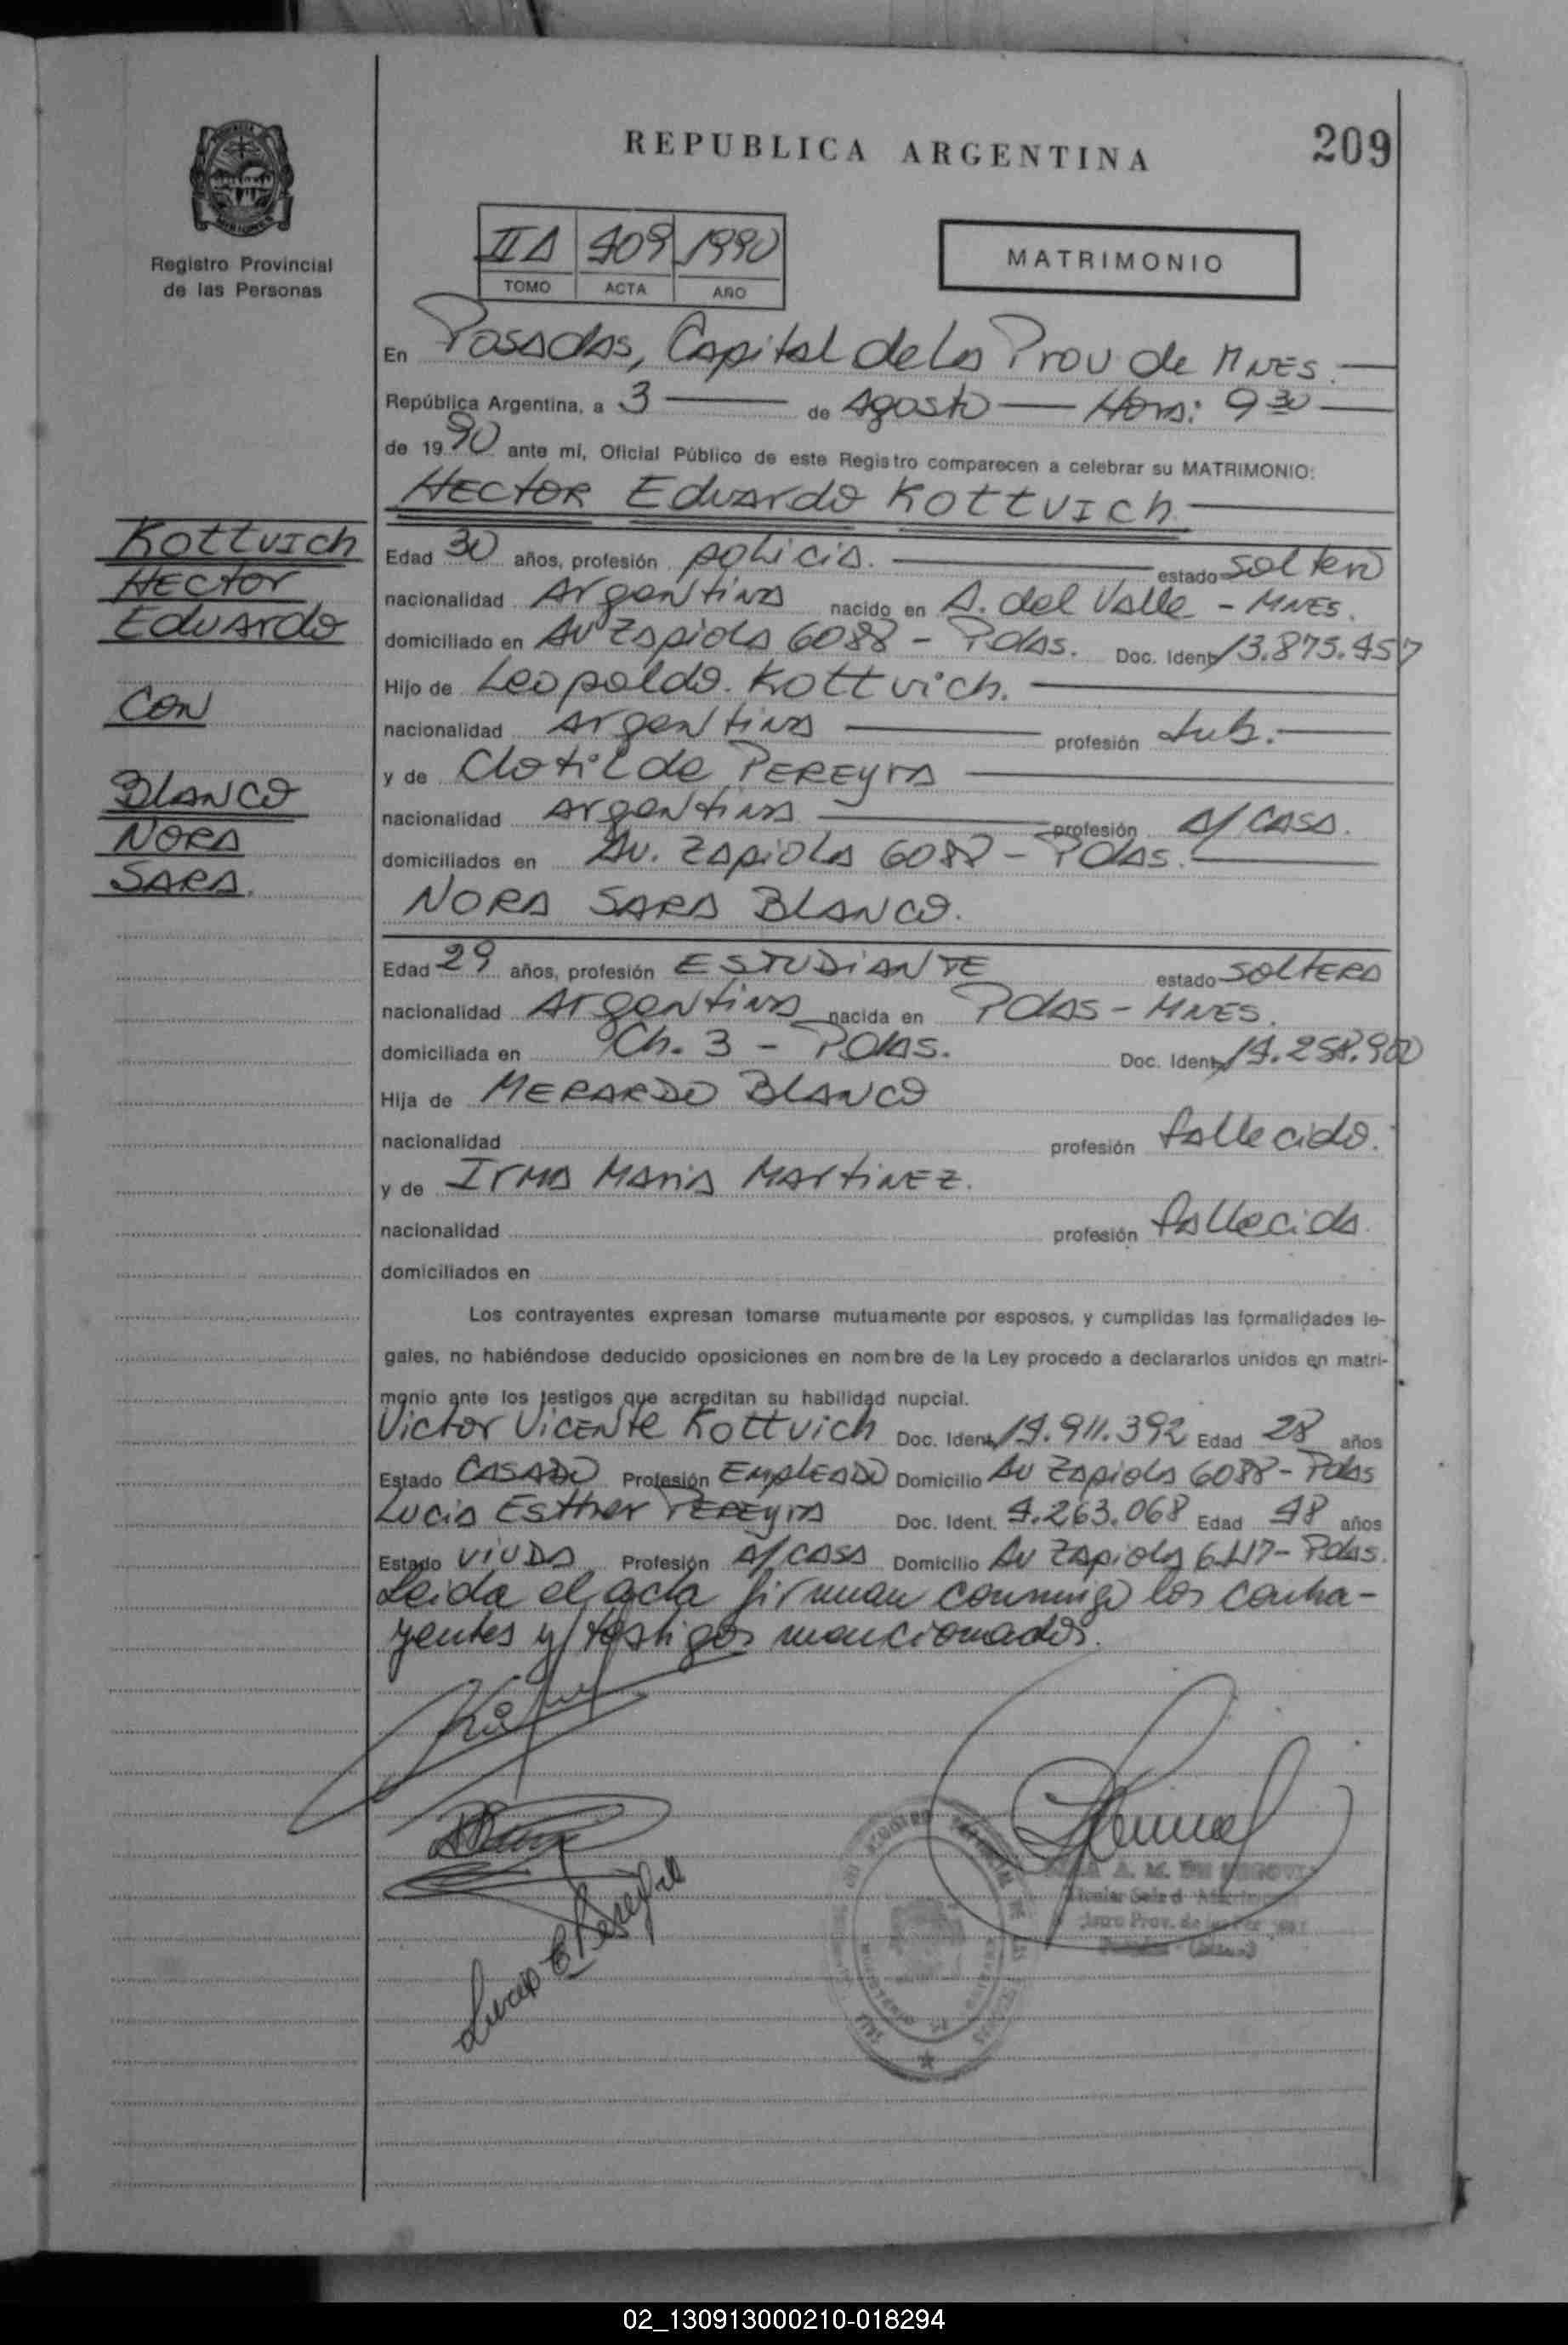 REPUBLICA ARGENTINA
209
Registro Provincial
de las Personas
II A 409 1990
TOMO ACTA AÑO
MATRIMONIO
En Posadas, Capital de la Prov de MNES.
República Argentina, a 3 de Agosto Hora: 9 30
de 1990 ante mí, Oficial Público de este Registro comparecen a celebrar su MATRIMONIO:
HECTOR Eduardo Kottvich
Kottvich
HECtor
Eduardo
CON
BLANCO
NORA
SARA.
Edad 30 años, profesión policia. estado soltero
nacionalidad Argentina nacido en A. del Valle - MNES.
domiciliado en Av Zapiola 6088 - Pdas. Doc. Ident. 13.875.457
Hijo de Leopoldo. Kottvich.
nacionalidad Argentina profesión Jub.
y de Clotilde PEREyra
nacionalidad Argentina profesión A/ CASA.
domiciliados en Av. Zapiola 6088 - Pdas.
NORA SARA BLANCO.
Edad 29 años, profesión ESTUDIANTE estado SOLTERA
nacionalidad Argentina nacida en Pdas - MNES.
domiciliada en Ch. 3 - Pdas. Doc. Ident. 14.258.900
Hija de MERARDO BLANCO
nacionalidad profesión fallecido.
y de Irma Maria MartiNEZ.
nacionalidad profesión fallecida.
domiciliados en
Los contrayentes expresan tomarse mutuamente por esposos, y cumplidas las formalidades le-
gales, no habiéndose deducido oposiciones en nombre de la Ley procedo a declararlos unidos en matri-
monio ante los testigos que acreditan su habilidad nupcial.
Victor VicENte Kottvich Doc. Ident. 14.911.392 Edad 28 años
Estado CASADO Profesión EmpleADO Domicilio Av Zapiola 6088 - Pdas
Lucia Esther PEREyra Doc. Ident. 4.263.068 Edad 48 años
Estado viuda Profesión A/ casa Domicilio Av Zapiola 6117 - Pdas.
Leida el acta firman conmigo los contra-
yentes y testigos mencionados.
Lucia E Pereyra
A. M. DE SEGOVIA
02_130913000210-018294